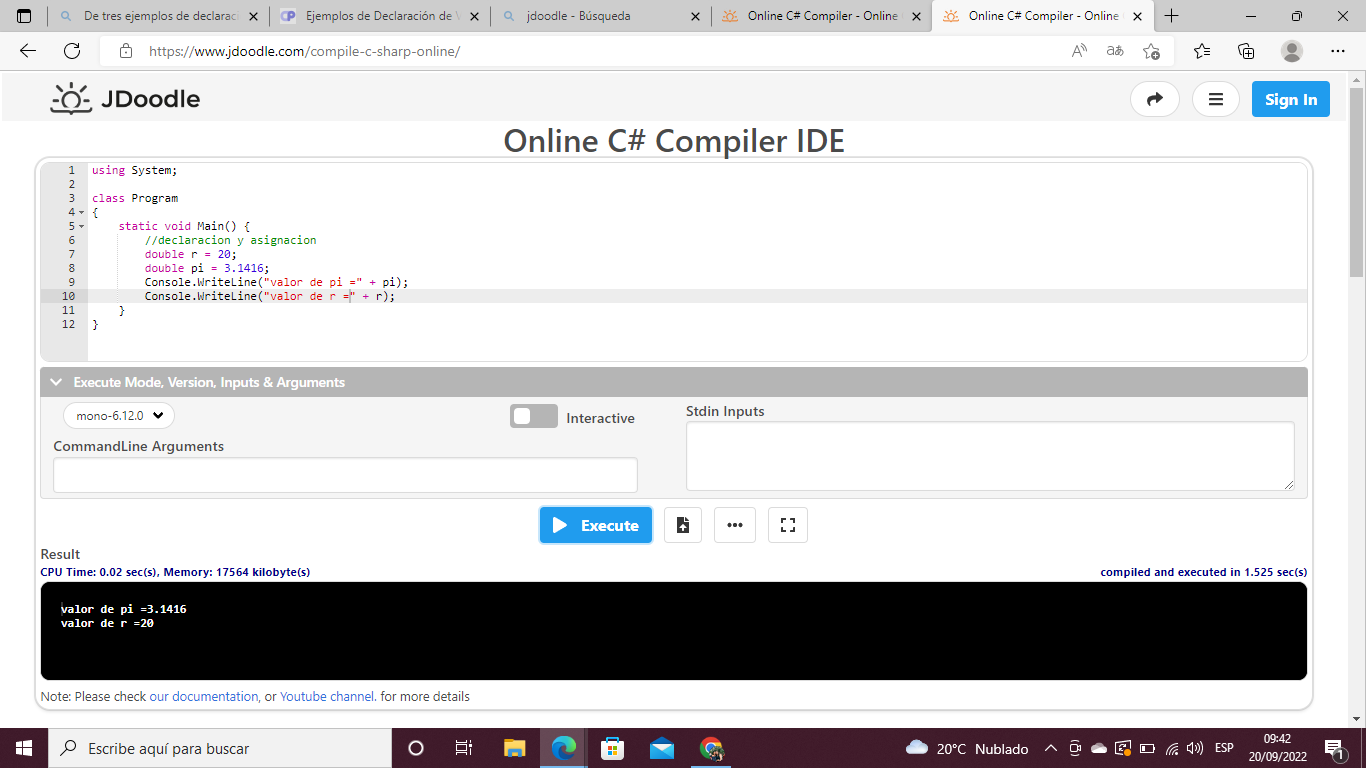 De tres ejemplos de declarac
Ejemplos de Declaración de V
jdoodle - Búsqueda
Online C# Compiler - Online
Online C# Compiler - Online
https://www.jdoodle.com/compile-c-sharp-online/
JDoodle
Sign In
Online C# Compiler IDE
1 using System;
2
3 class Program
4 {
5 static void Main() {
6 //declaracion y asignacion
7 double r = 20;
8 double pi = 3.1416;
9 Console.WriteLine("valor de pi =" + pi);
10 Console.WriteLine("valor de r =" + r);
11 }
12 }
Execute Mode, Version, Inputs & Arguments
mono-6.12.0
Interactive
Stdin Inputs
CommandLine Arguments
Execute
Result
CPU Time: 0.02 sec(s), Memory: 17564 kilobyte(s)
compiled and executed in 1.525 sec(s)
valor de pi =3.1416
valor de r =20
Note: Please check our documentation, or Youtube channel. for more details
Escribe aquí para buscar
20°C Nublado
ESP
09:42
20/09/2022
1